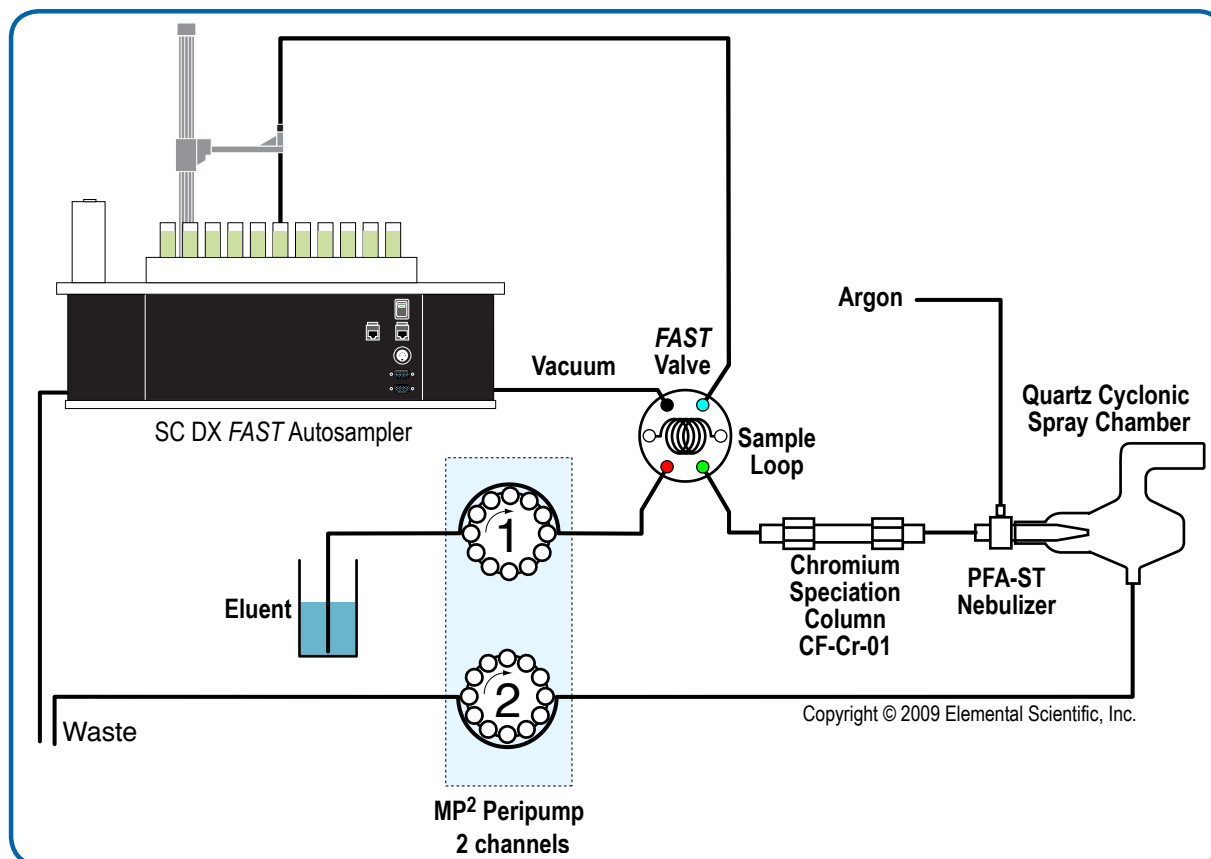 Argon
FAST
Valve
Vacuum
Quartz Cyclonic
Spray Chamber
SC DX FAST Autosampler
Sample
Loop
1
Eluent
Chromium
Speciation
Column
CF-Cr-01
PFA-ST
Nebulizer
2
Copyright © 2009 Elemental Scientific, Inc.
Waste
MP² Peripump
2 channels